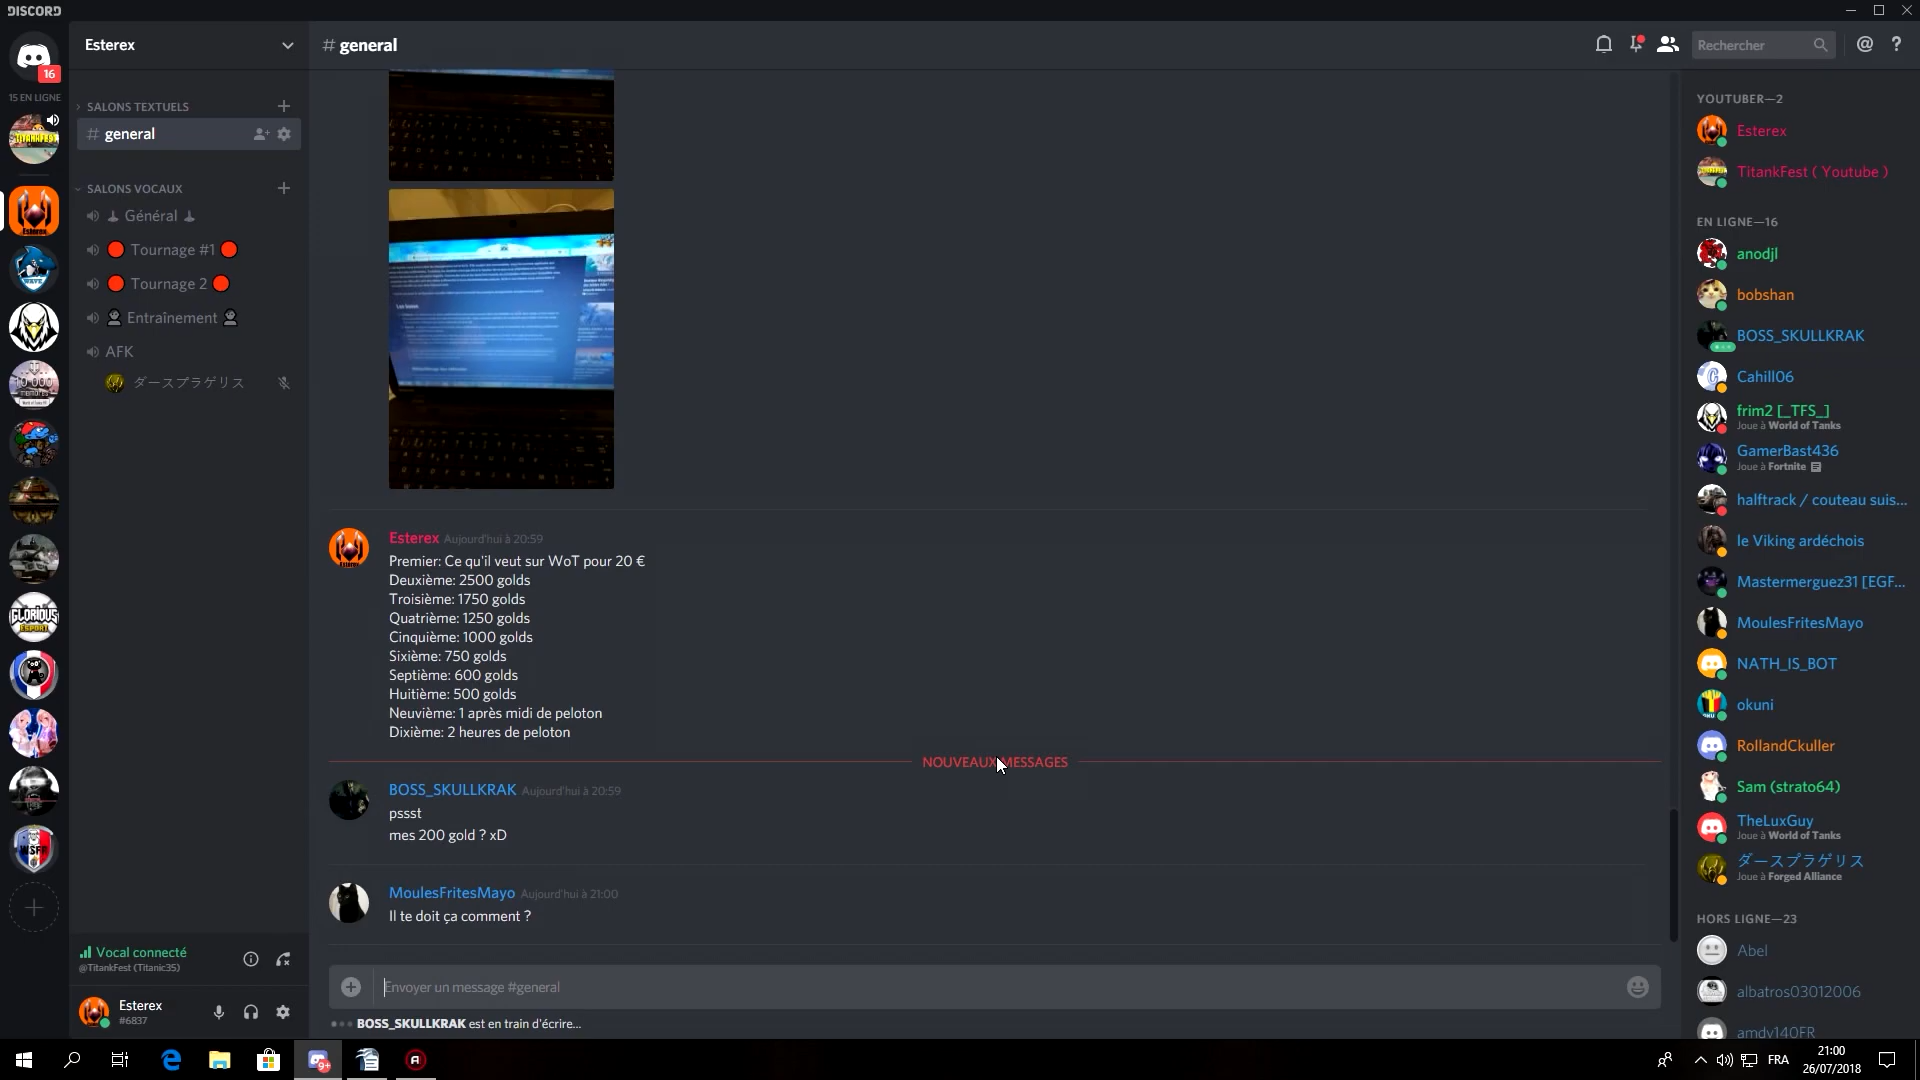 DISCORD
16
15 EN LIGNE
Esterex
SALONS TEXTUELS
# general
SALONS VOCAUX
Général
Tournage #1
Tournage 2
Entraînement
AFK
ダースプラゲリス
Vocal connecté
@TitankFest (Titanic35)
Esterex
#6837
# general
Rechercher
@
?
Esterex Aujourd'hui à 20:59
Premier: Ce qu'il veut sur WoT pour 20 €
Deuxième: 2500 golds
Troisième: 1750 golds
Quatrième: 1250 golds
Cinquième: 1000 golds
Sixième: 750 golds
Septième: 600 golds
Huitième: 500 golds
Neuvième: 1 après midi de peloton
Dixième: 2 heures de peloton
NOUVEAUX MESSAGES
BOSS_SKULLKRAK Aujourd'hui à 20:59
pssst
mes 200 gold ? xD
MoulesFritesMayo Aujourd'hui à 21:00
Il te doit ça comment ?
Envoyer un message #general
BOSS_SKULLKRAK est en train d'écrire...
YOUTUBER—2
Esterex
TitankFest ( Youtube )
EN LIGNE—16
anodjl
bobshan
BOSS_SKULLKRAK
Cahill06
frim2 [_TFS_]
Joue à World of Tanks
GamerBast436
Joue à Fortnite
halftrack / couteau suis...
le Viking ardéchois
Mastermerguez31 [EGF...
MoulesFritesMayo
NATH_IS_BOT
okuni
RollandCkuller
Sam (strato64)
TheLuxGuy
Joue à World of Tanks
ダースプラゲリス
Joue à Forged Alliance
HORS LIGNE—23
Abel
albatros03012006
amdy140FR
9+
FRA
21:00
26/07/2018